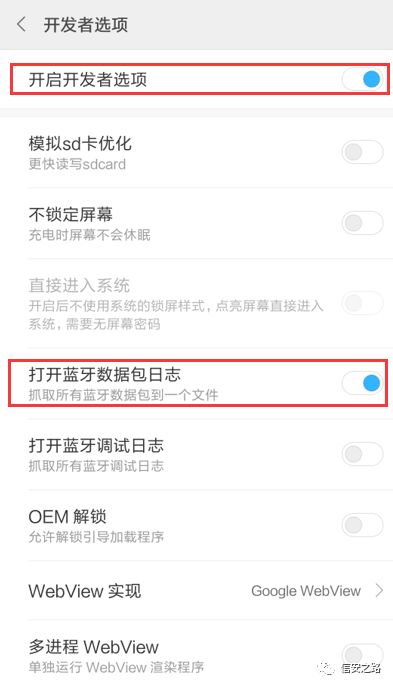 开发者选项
开启开发者选项
模拟sd卡优化
更快读写sdcard
不锁定屏幕
充电时屏幕不会休眠
直接进入系统
开启后不使用系统的锁屏样式，点亮屏幕直接进入
系统，需要无屏幕密码
打开蓝牙数据包日志
抓取所有蓝牙数据包到一个文件
打开蓝牙调试日志
抓取所有蓝牙调试日志
OEM 解锁
允许解锁引导加载程序
WebView 实现
Google WebView
多进程 WebView
单独运行 WebView 渲染程序
信安之路